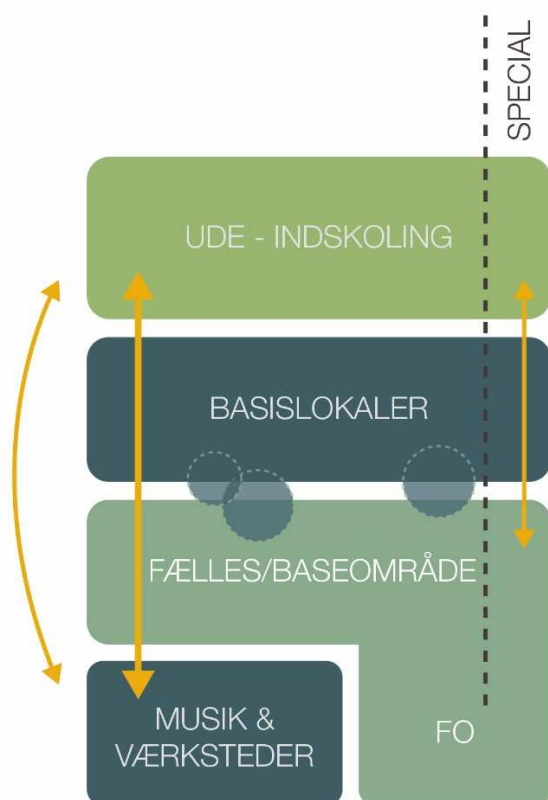 SPECIAL
UDE - INDSKOLING
BASISLOKALER
FÆLLES/BASEOMRÅDE
MUSIK &
VÆRKSTEDER
FO